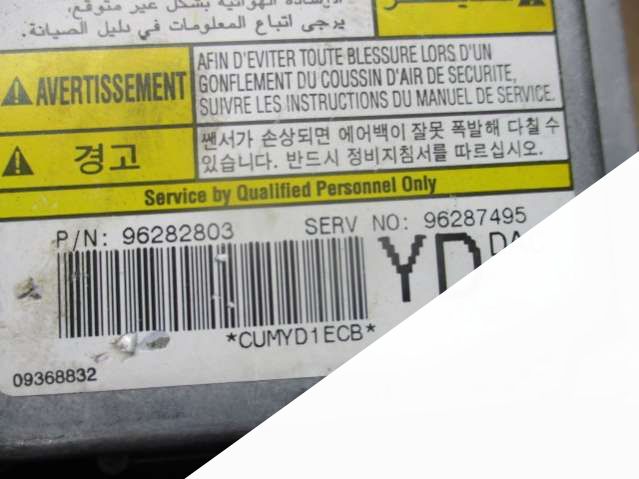 الإنتفاخ
يرجى اتباع المعلومات في دليل الصيانة.
AVERTISSEMENT
AFIN D'EVITER TOUTE BLESSURE LORS D'UN
GONFLEMENT DU COUSSIN D'AIR DE SECURITE,
SUIVRE LES INSTRUCTIONS DU MANUEL DE SERVICE.
경고
쎈서가 손상되면 에어백이 잘못 폭발해 다칠 수
있습니다. 반드시 정비지침서를 따르십시오.
Service by Qualified Personnel Only
P/N: 96282803 SERV NO: 96287495
YD
*CUMYD1ECB*
09368832